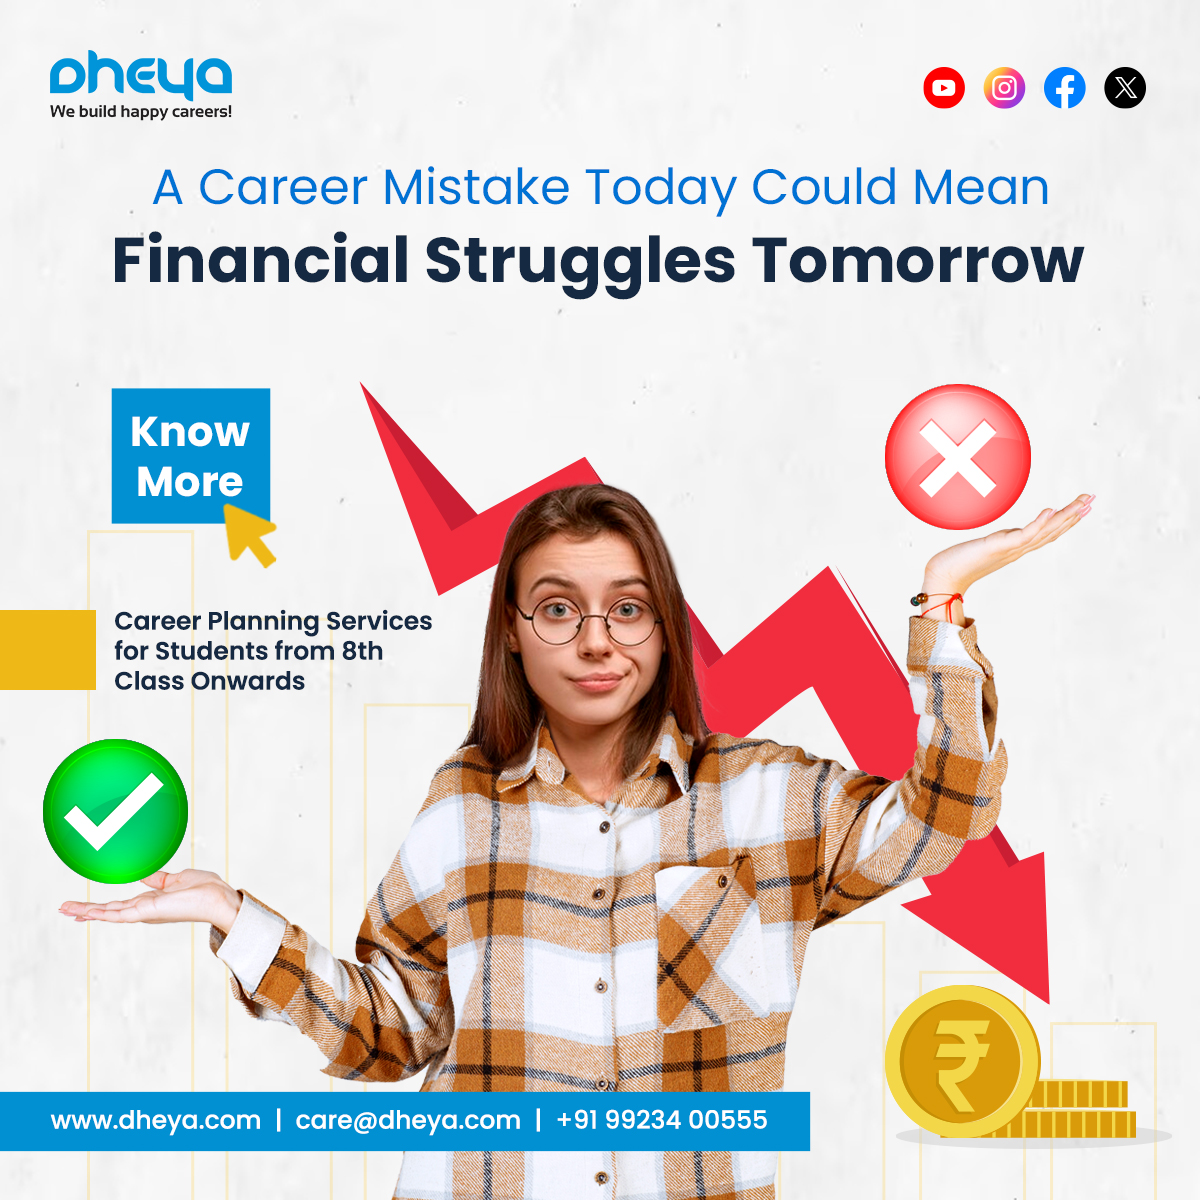 DHEYA
We build happy careers!
A Career Mistake Today Could Mean
Financial Struggles Tomorrow
Know
More
Career Planning Services
for Students from 8th
Class Onwards
₹
www.dheya.com | care@dheya.com | +91 99234 00555